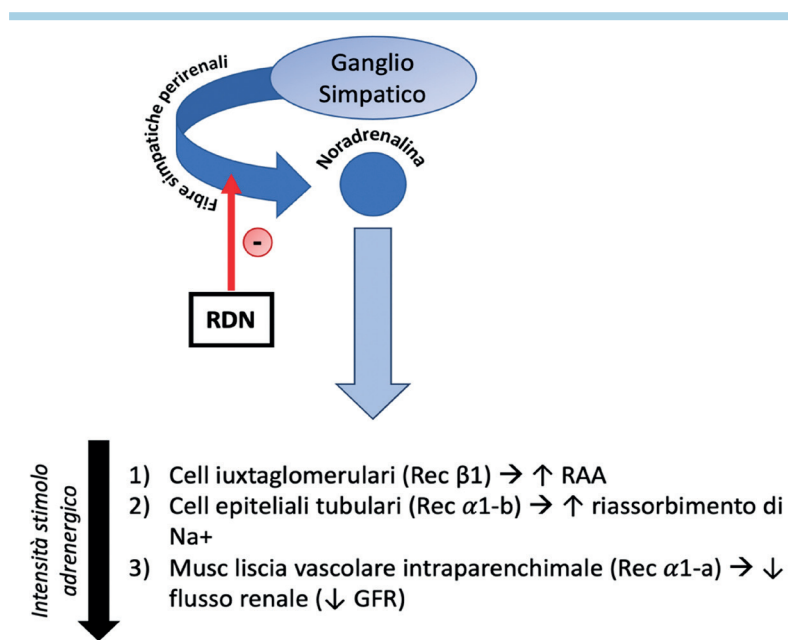 Ganglio
Simpatico
Fibre simpatiche perirenali
Noradrenalina
-
RDN
Intensità stimolo
adrenergico
1) Cell iuxtaglomerulari (Rec β1) → ↑ RAA
2) Cell epiteliali tubulari (Rec α1-b) → ↑ riassorbimento di
Na+
3) Musc liscia vascolare intraparenchimale (Rec α1-a) → ↓
flusso renale (↓ GFR)